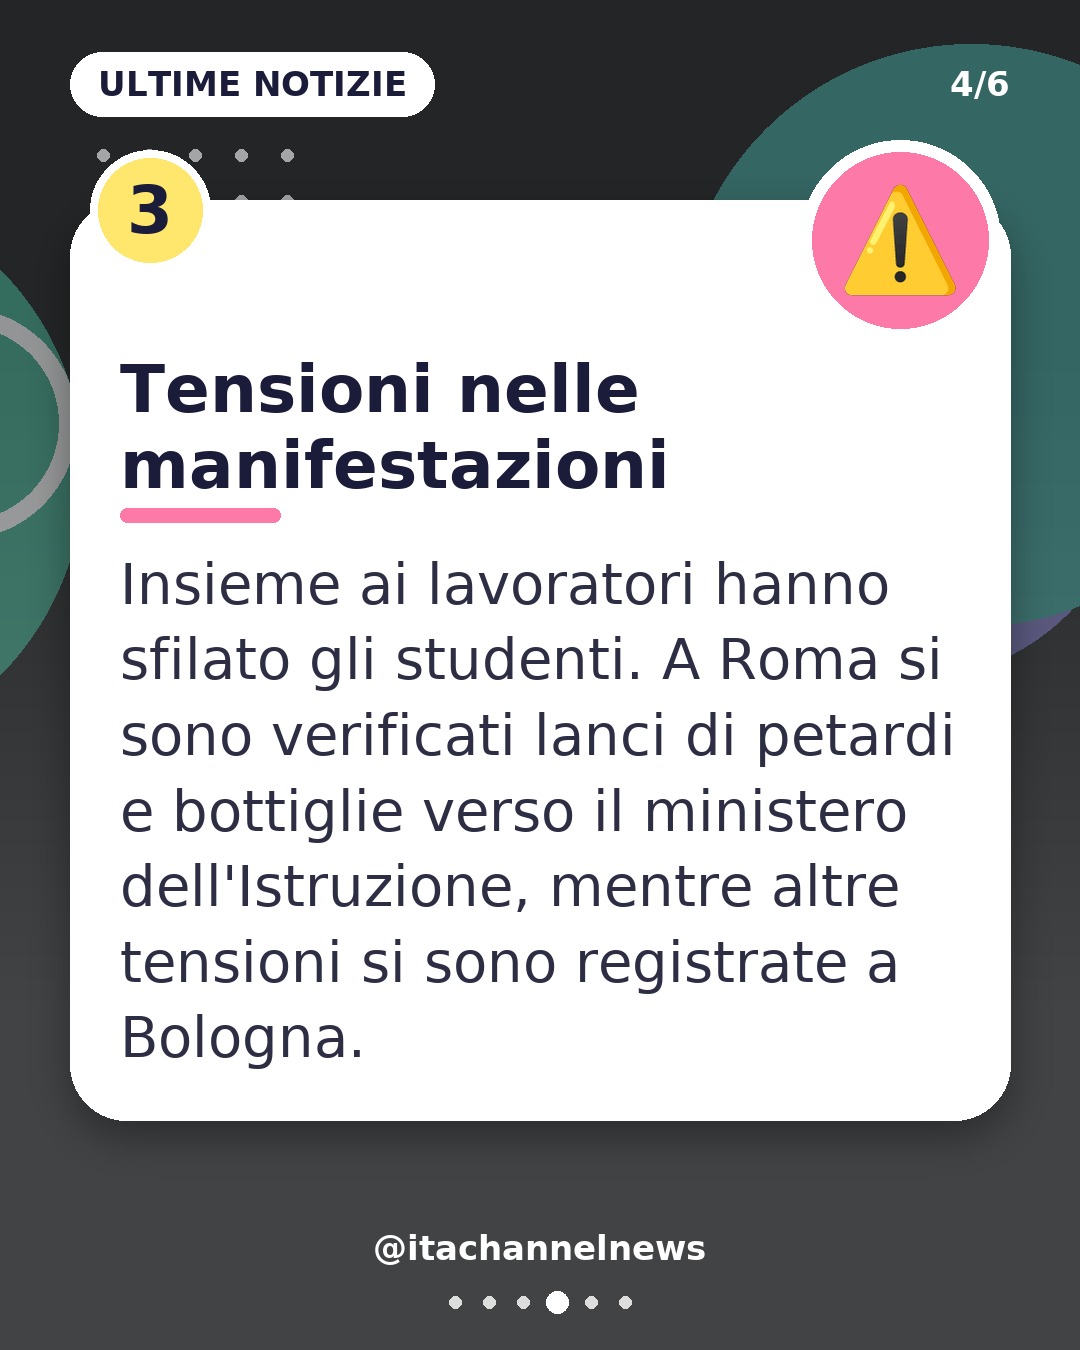 ULTIME NOTIZIE
4/6
3
Tensioni nelle
manifestazioni
Insieme ai lavoratori hanno
sfilato gli studenti. A Roma si
sono verificati lanci di petardi
e bottiglie verso il ministero
dell'Istruzione, mentre altre
tensioni si sono registrate a
Bologna.
@itachannelnews